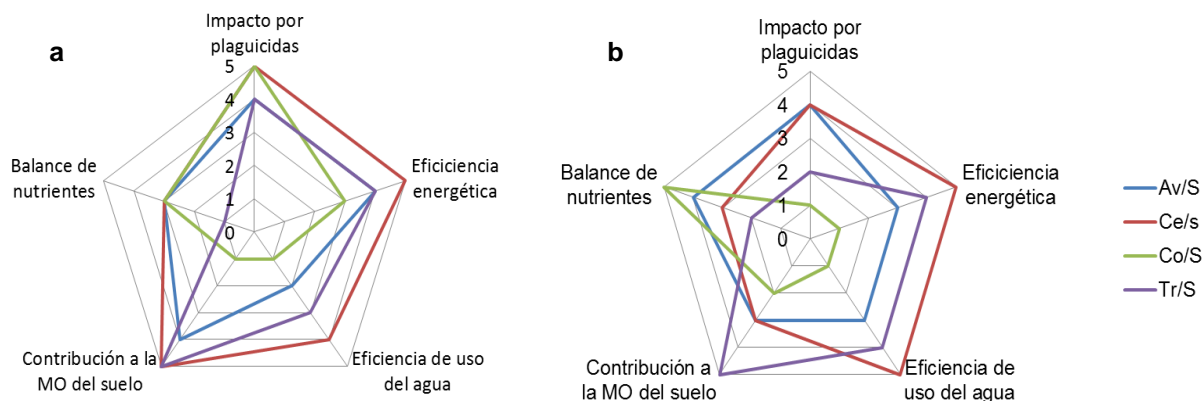 a
Impacto por
plaguicidas
5
4
3
2
1
0
Eficiciencia
energética
Eficiencia de uso
del agua
Contribución a la
MO del suelo
Balance de
nutrientes
b
Impacto por
plaguicidas
5
4
3
2
1
0
Eficiciencia
energética
Eficiencia de
uso del agua
Contribución a
la MO del suelo
Balance de
nutrientes
Av/S
Ce/s
Co/S
Tr/S